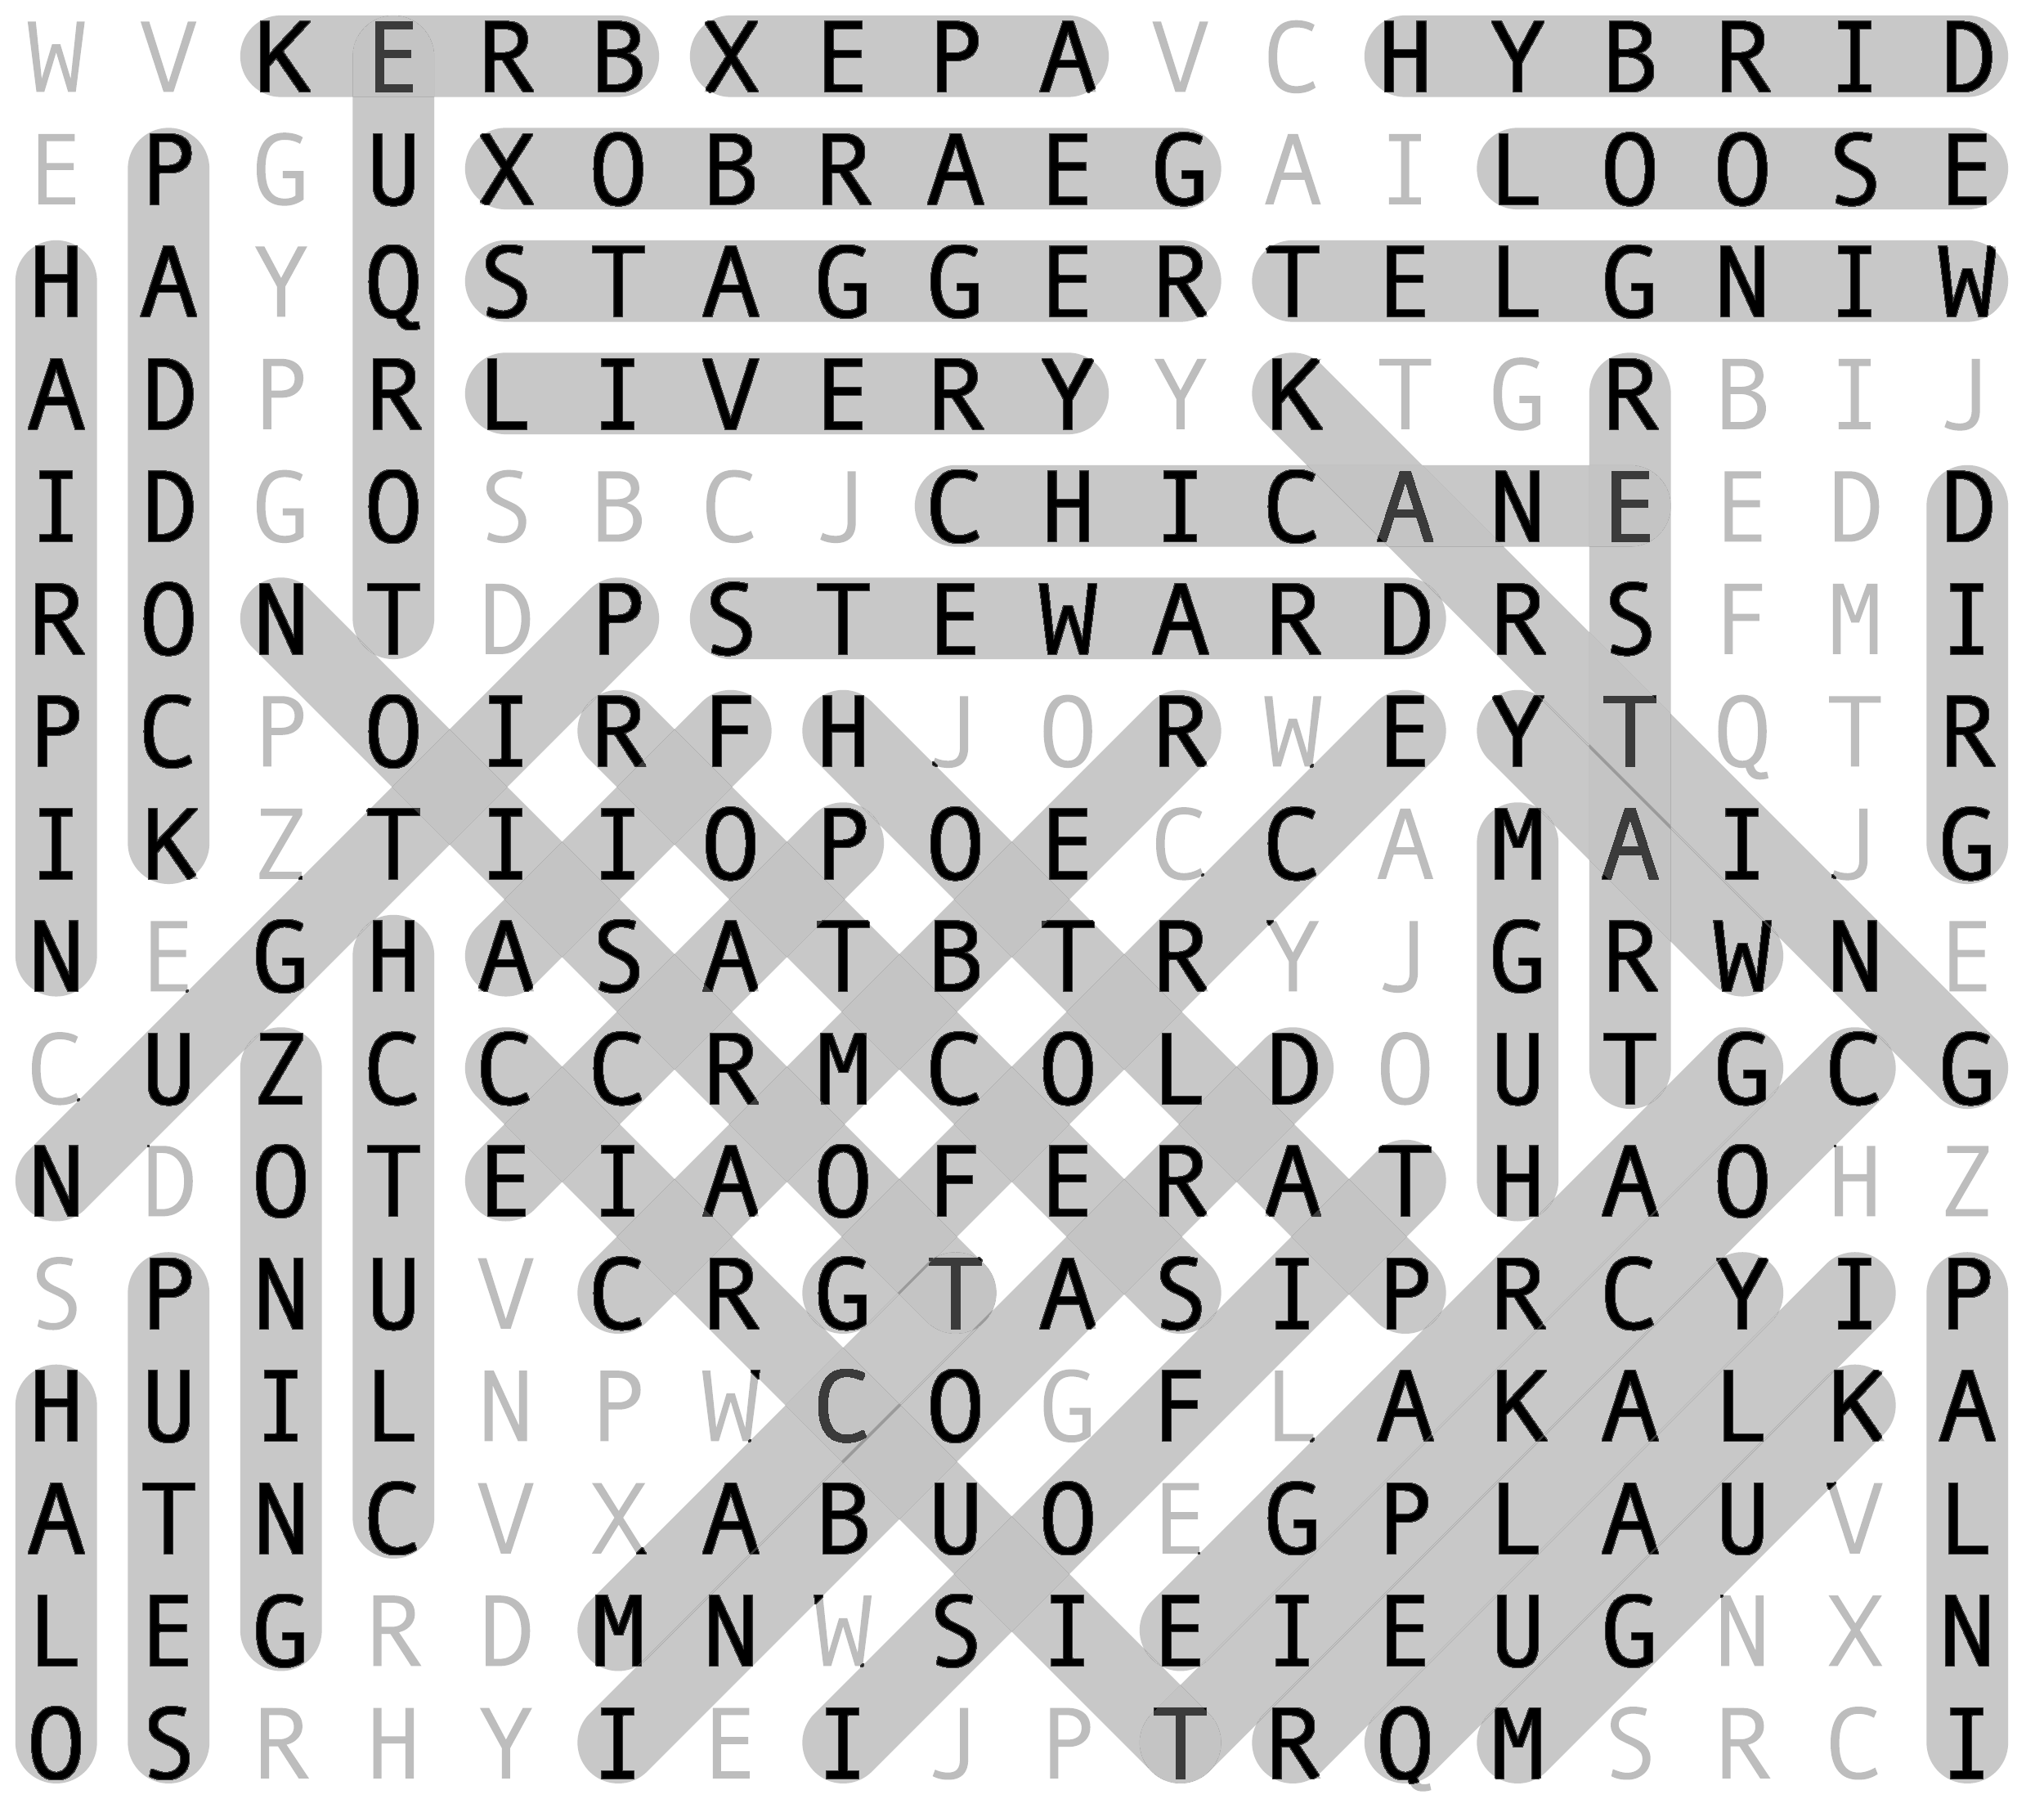 W V K E R B X E P A V C H Y B R I D
E P G U X O B R A E G A I L O O S E
H A Y Q S T A G G E R T E L G N I W
A D P R L I V E R Y Y K T G R B I J
I D G O S B C J C H I C A N E E D D
R O N T D P S T E W A R D R S F M I
P C P O I R F H J O R W E Y T Q T R
I K Z T I I O P O E C C A M A I J G
N E G H A S A T B T R Y J G R W N E
C U Z C C C R M C O L D O U T G C G
N D O T E I A O F E R A T H A O H Z
S P N U V C R G T A S I P R C Y I P
H U I L N P W C O G F L A K A L K A
A T N C V X A B U O E G P L A U V L
L E G R D M N W S I E I E U G N X N
O S R H Y I E I J P T R Q M S R C I